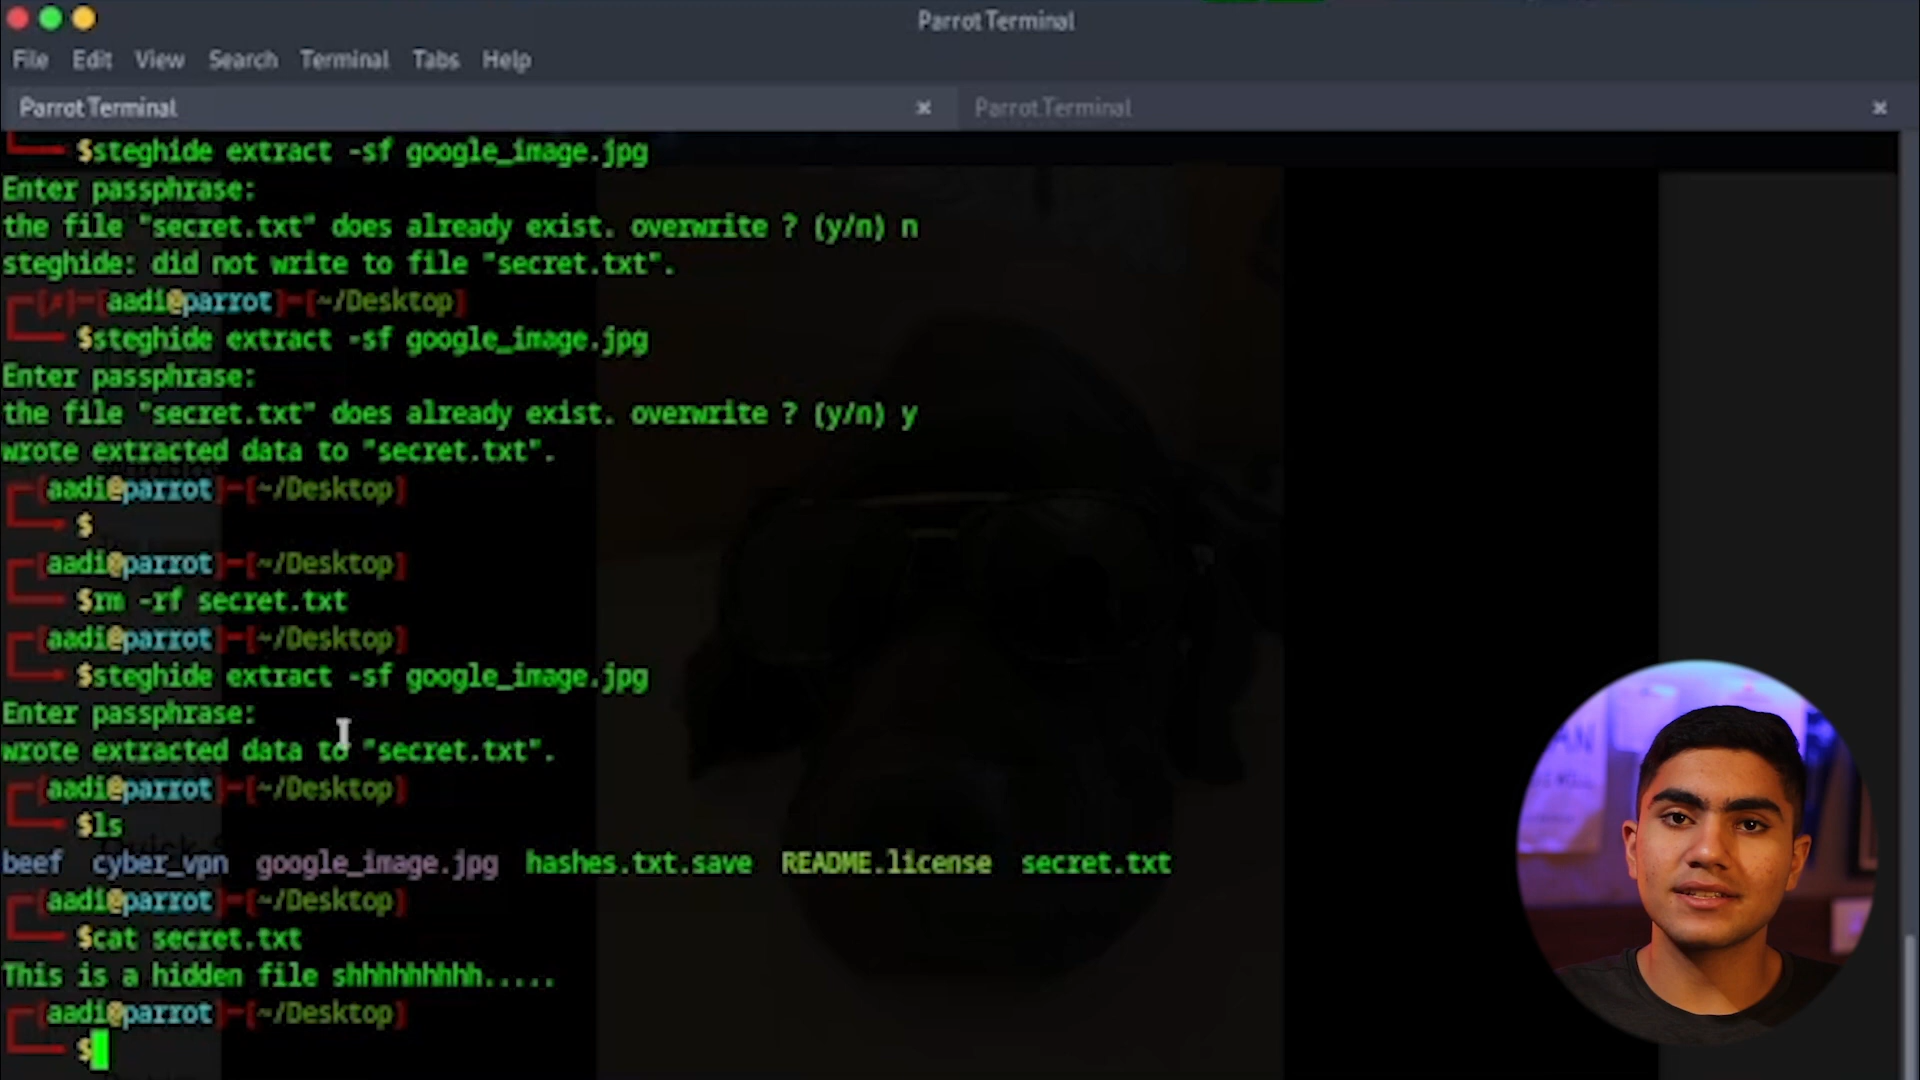 Parrot Terminal
File Edit View Search Terminal Tabs Help
Parrot Terminal × Parrot Terminal ×
$steghide extract -sf google_image.jpg
Enter passphrase:
the file "secret.txt" does already exist. overwrite ? (y/n) n
steghide: did not write to file "secret.txt".
[✗]─[aadi@parrot]─[~/Desktop]
$steghide extract -sf google_image.jpg
Enter passphrase:
the file "secret.txt" does already exist. overwrite ? (y/n) y
wrote extracted data to "secret.txt".
[aadi@parrot]─[~/Desktop]
$
[aadi@parrot]─[~/Desktop]
$rm -rf secret.txt
[aadi@parrot]─[~/Desktop]
$steghide extract -sf google_image.jpg
Enter passphrase:
wrote extracted data to "secret.txt".
[aadi@parrot]─[~/Desktop]
$ls
beef cyber_vpn google_image.jpg hashes.txt.save README.license secret.txt
[aadi@parrot]─[~/Desktop]
$cat secret.txt
This is a hidden file shhhhhhhhh.....
[aadi@parrot]─[~/Desktop]
$